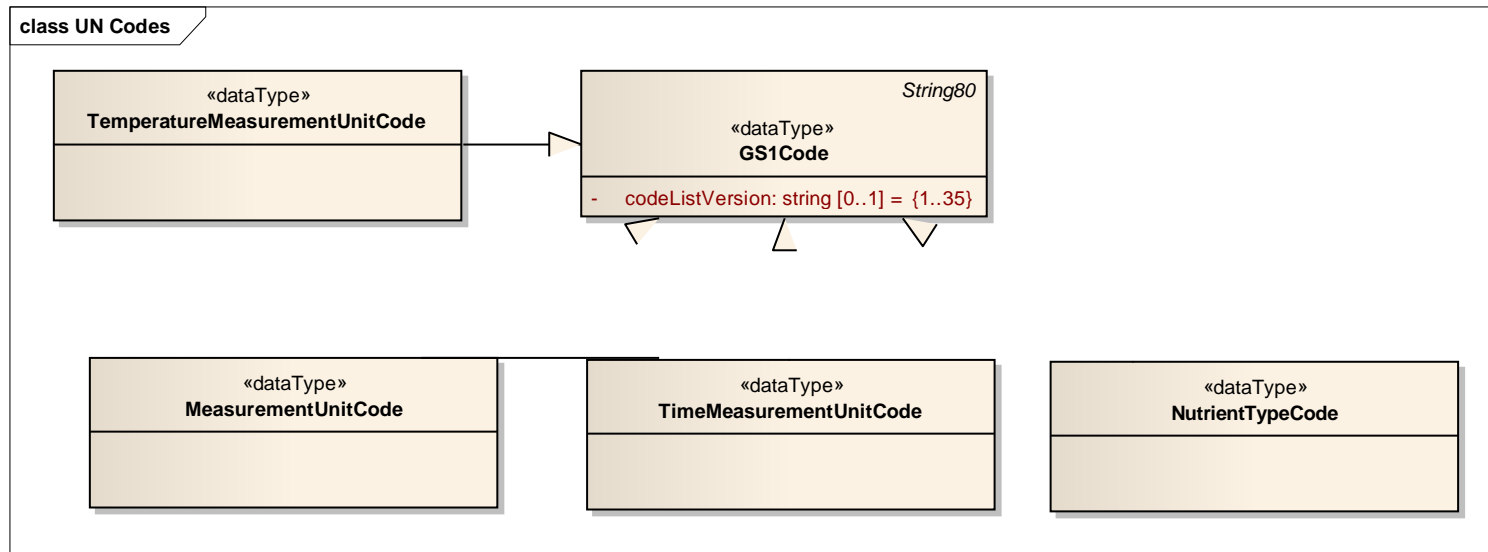 class UN Codes
«dataType»
TemperatureMeasurementUnitCode
String80
«dataType»
GS1Code
- codeListVersion: string [0..1] = {1..35}
«dataType»
MeasurementUnitCode
«dataType»
TimeMeasurementUnitCode
«dataType»
NutrientTypeCode